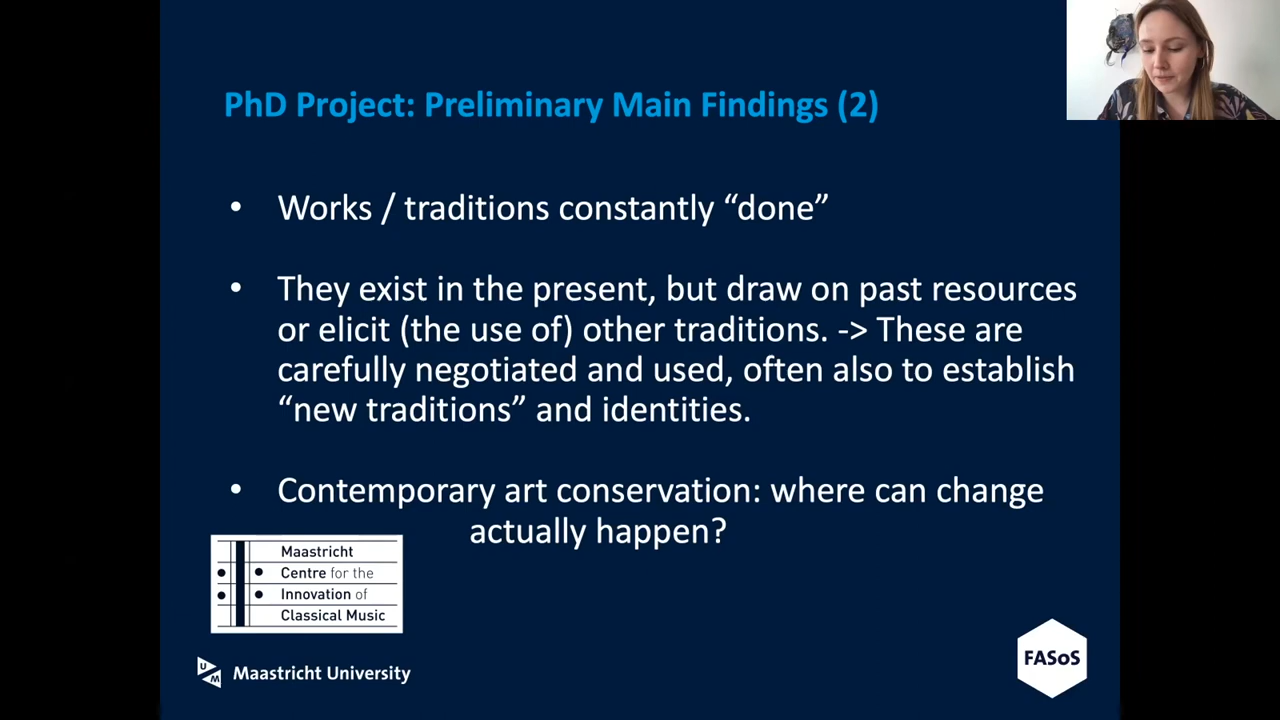 PhD Project: Preliminary Main Findings (2)
• Works / traditions constantly “done”
• They exist in the present, but draw on past resources
or elicit (the use of) other traditions. -> These are
carefully negotiated and used, often also to establish
“new traditions” and identities.
• Contemporary art conservation: where can change
actually happen?
Maastricht
Centre for the
Innovation of
Classical Music
UM Maastricht University
FASoS